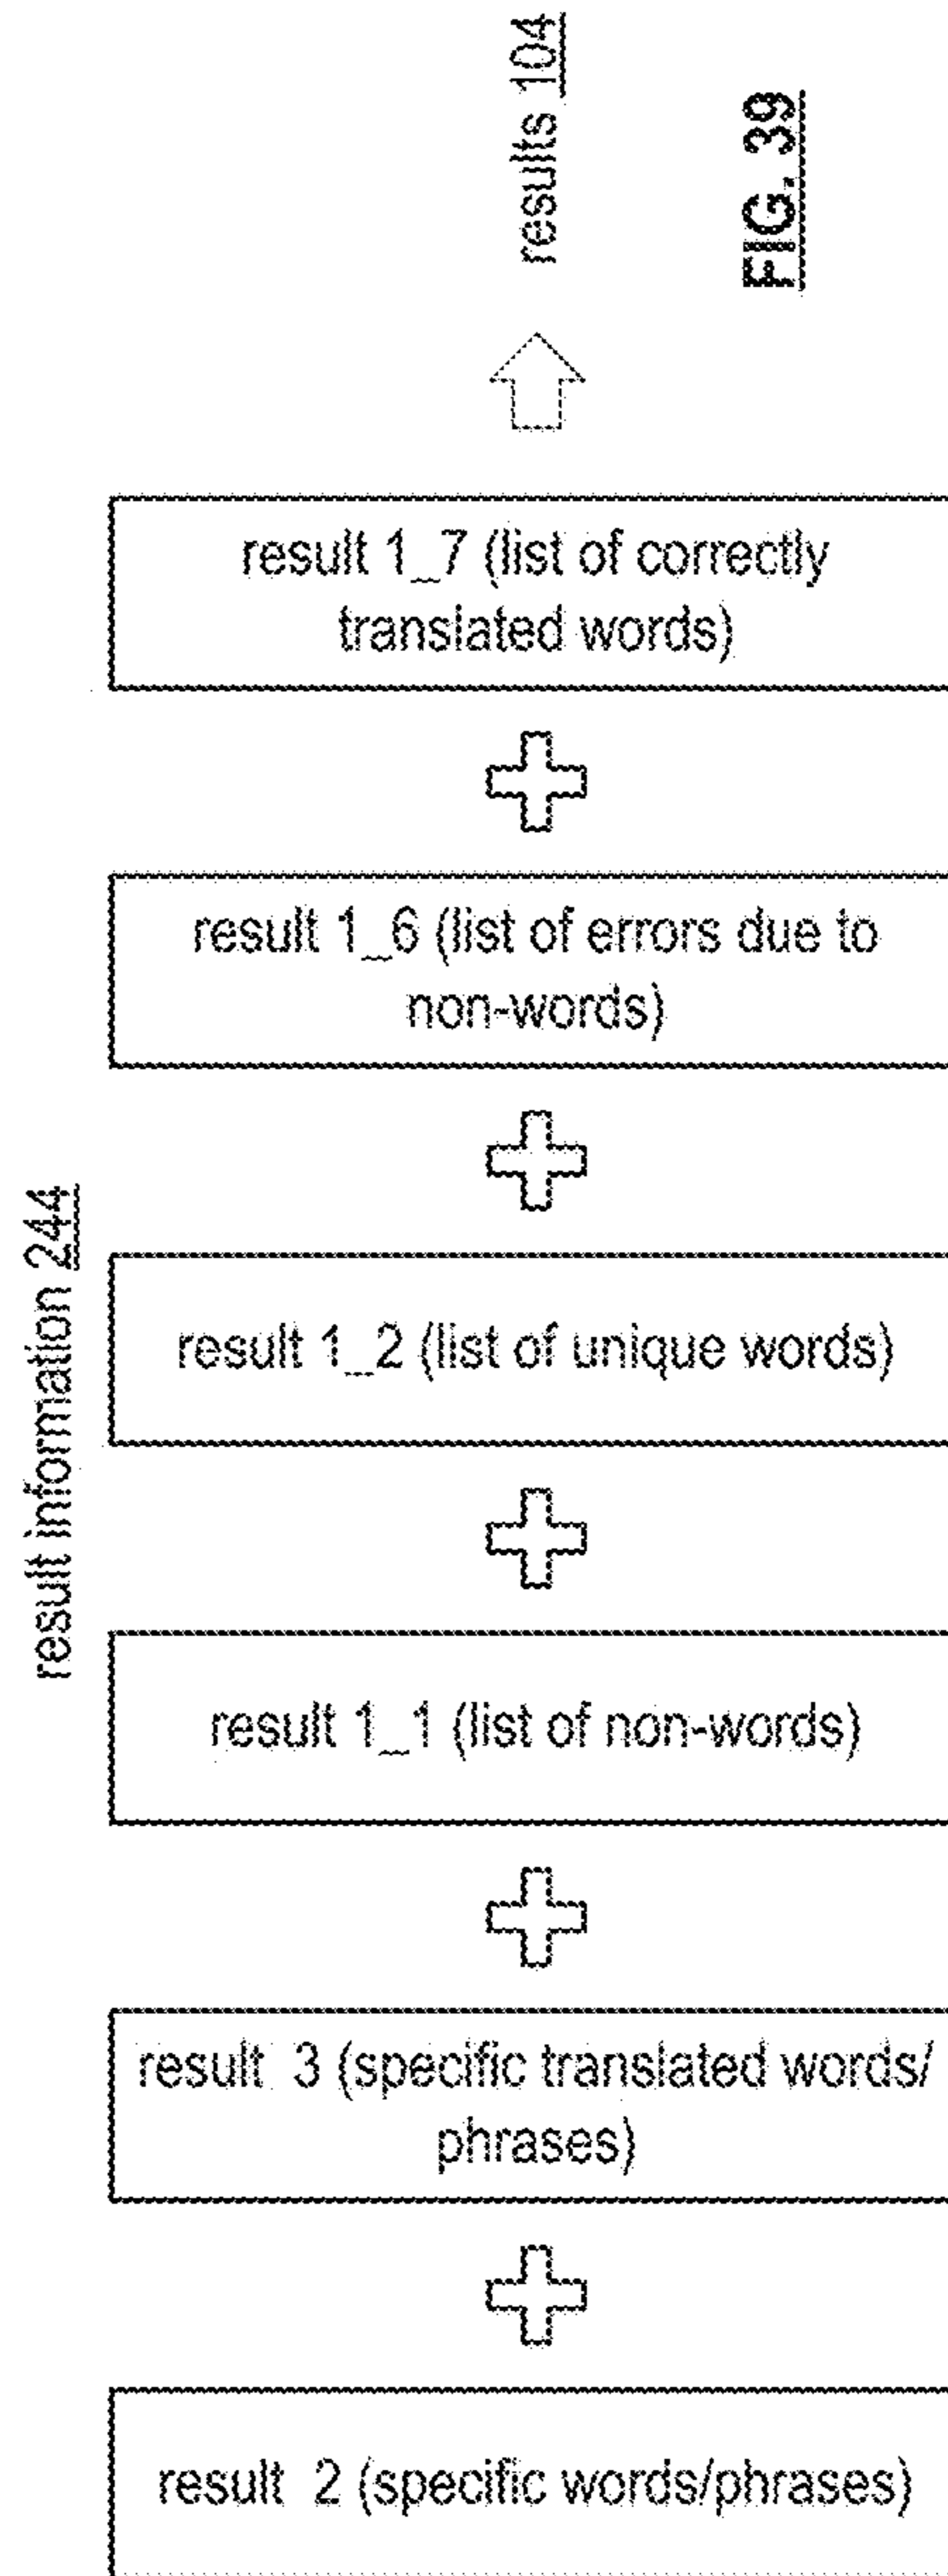 results 104
FIG. 39
result information 244
result 1_7 (list of correctly
translated words)
result 1_6 (list of errors due to
non-words)
result 1_2 (list of unique words)
result 1_1 (list of non-words)
result 3 (specific translated words/
phrases)
result 2 (specific words/phrases)